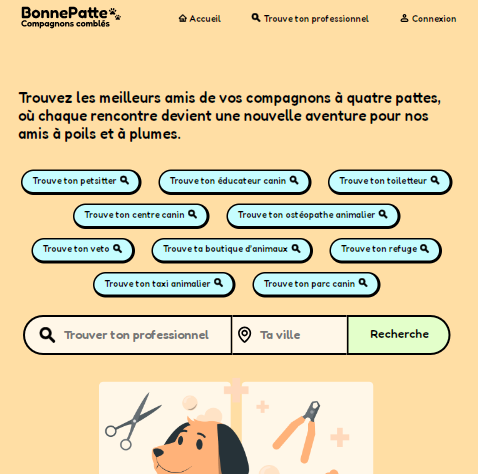 BonnePatte
Compagnons comblés
Accueil
Trouve ton professionnel
Connexion
Trouvez les meilleurs amis de vos compagnons à quatre pattes,
où chaque rencontre devient une nouvelle aventure pour nos
amis à poils et à plumes.
Trouve ton petsitter
Trouve ton éducateur canin
Trouve ton toiletteur
Trouve ton centre canin
Trouve ton ostéopathe animalier
Trouve ton veto
Trouve ta boutique d'animaux
Trouve ton refuge
Trouve ton taxi animalier
Trouve ton parc canin
Trouver ton professionnel
Ta ville
Recherche